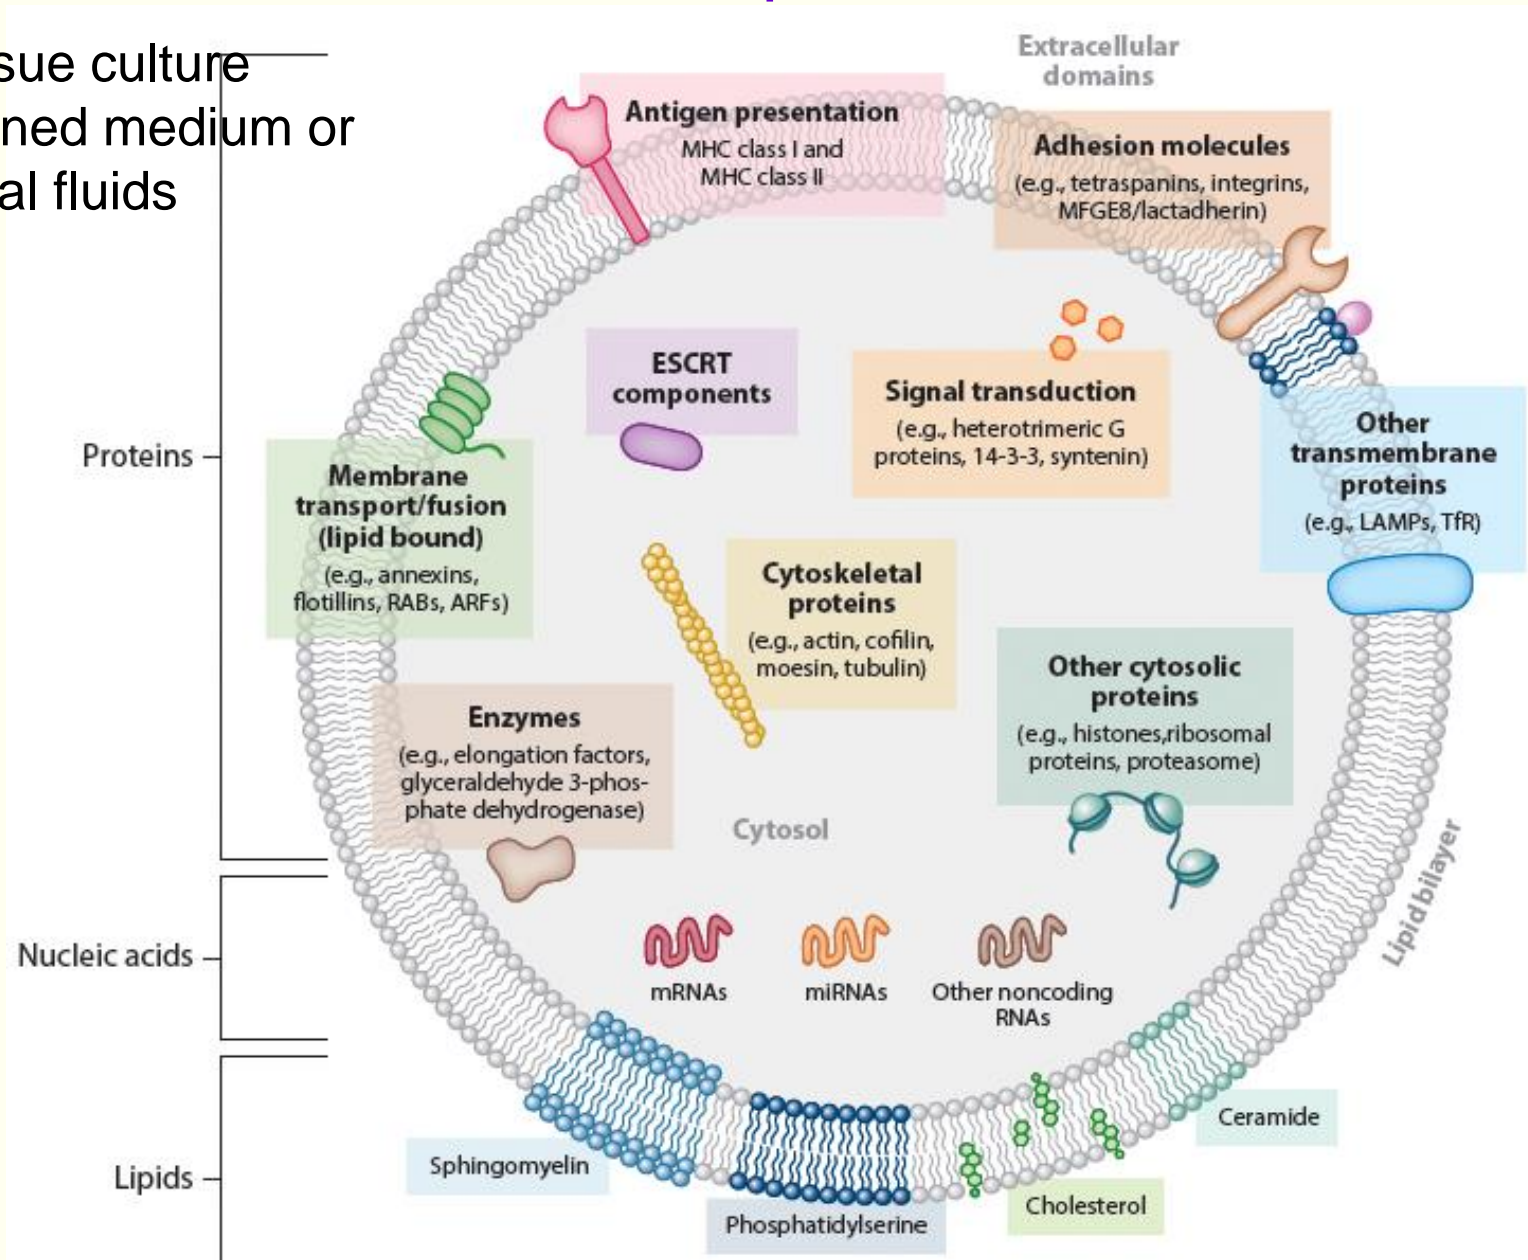 sue culture
ned medium or
al fluids
Extracellular
domains
Antigen presentation
MHC class I and
MHC class II
Adhesion molecules
(e.g., tetraspanins, integrins,
MFGE8/lactadherin)
ESCRT
components
Signal transduction
(e.g., heterotrimeric G
proteins, 14-3-3, syntenin)
Other
transmembrane
proteins
(e.g., LAMPs, TfR)
Proteins
Membrane
transport/fusion
(lipid bound)
(e.g., annexins,
flotillins, RABs, ARFs)
Cytoskeletal
proteins
(e.g., actin, cofilin,
moesin, tubulin)
Other cytosolic
proteins
(e.g., histones,ribosomal
proteins, proteasome)
Enzymes
(e.g., elongation factors,
glyceraldehyde 3-phos-
phate dehydrogenase)
Cytosol
Lipid bilayer
Nucleic acids
mRNAs
miRNAs
Other noncoding
RNAs
Lipids
Sphingomyelin
Phosphatidylserine
Cholesterol
Ceramide